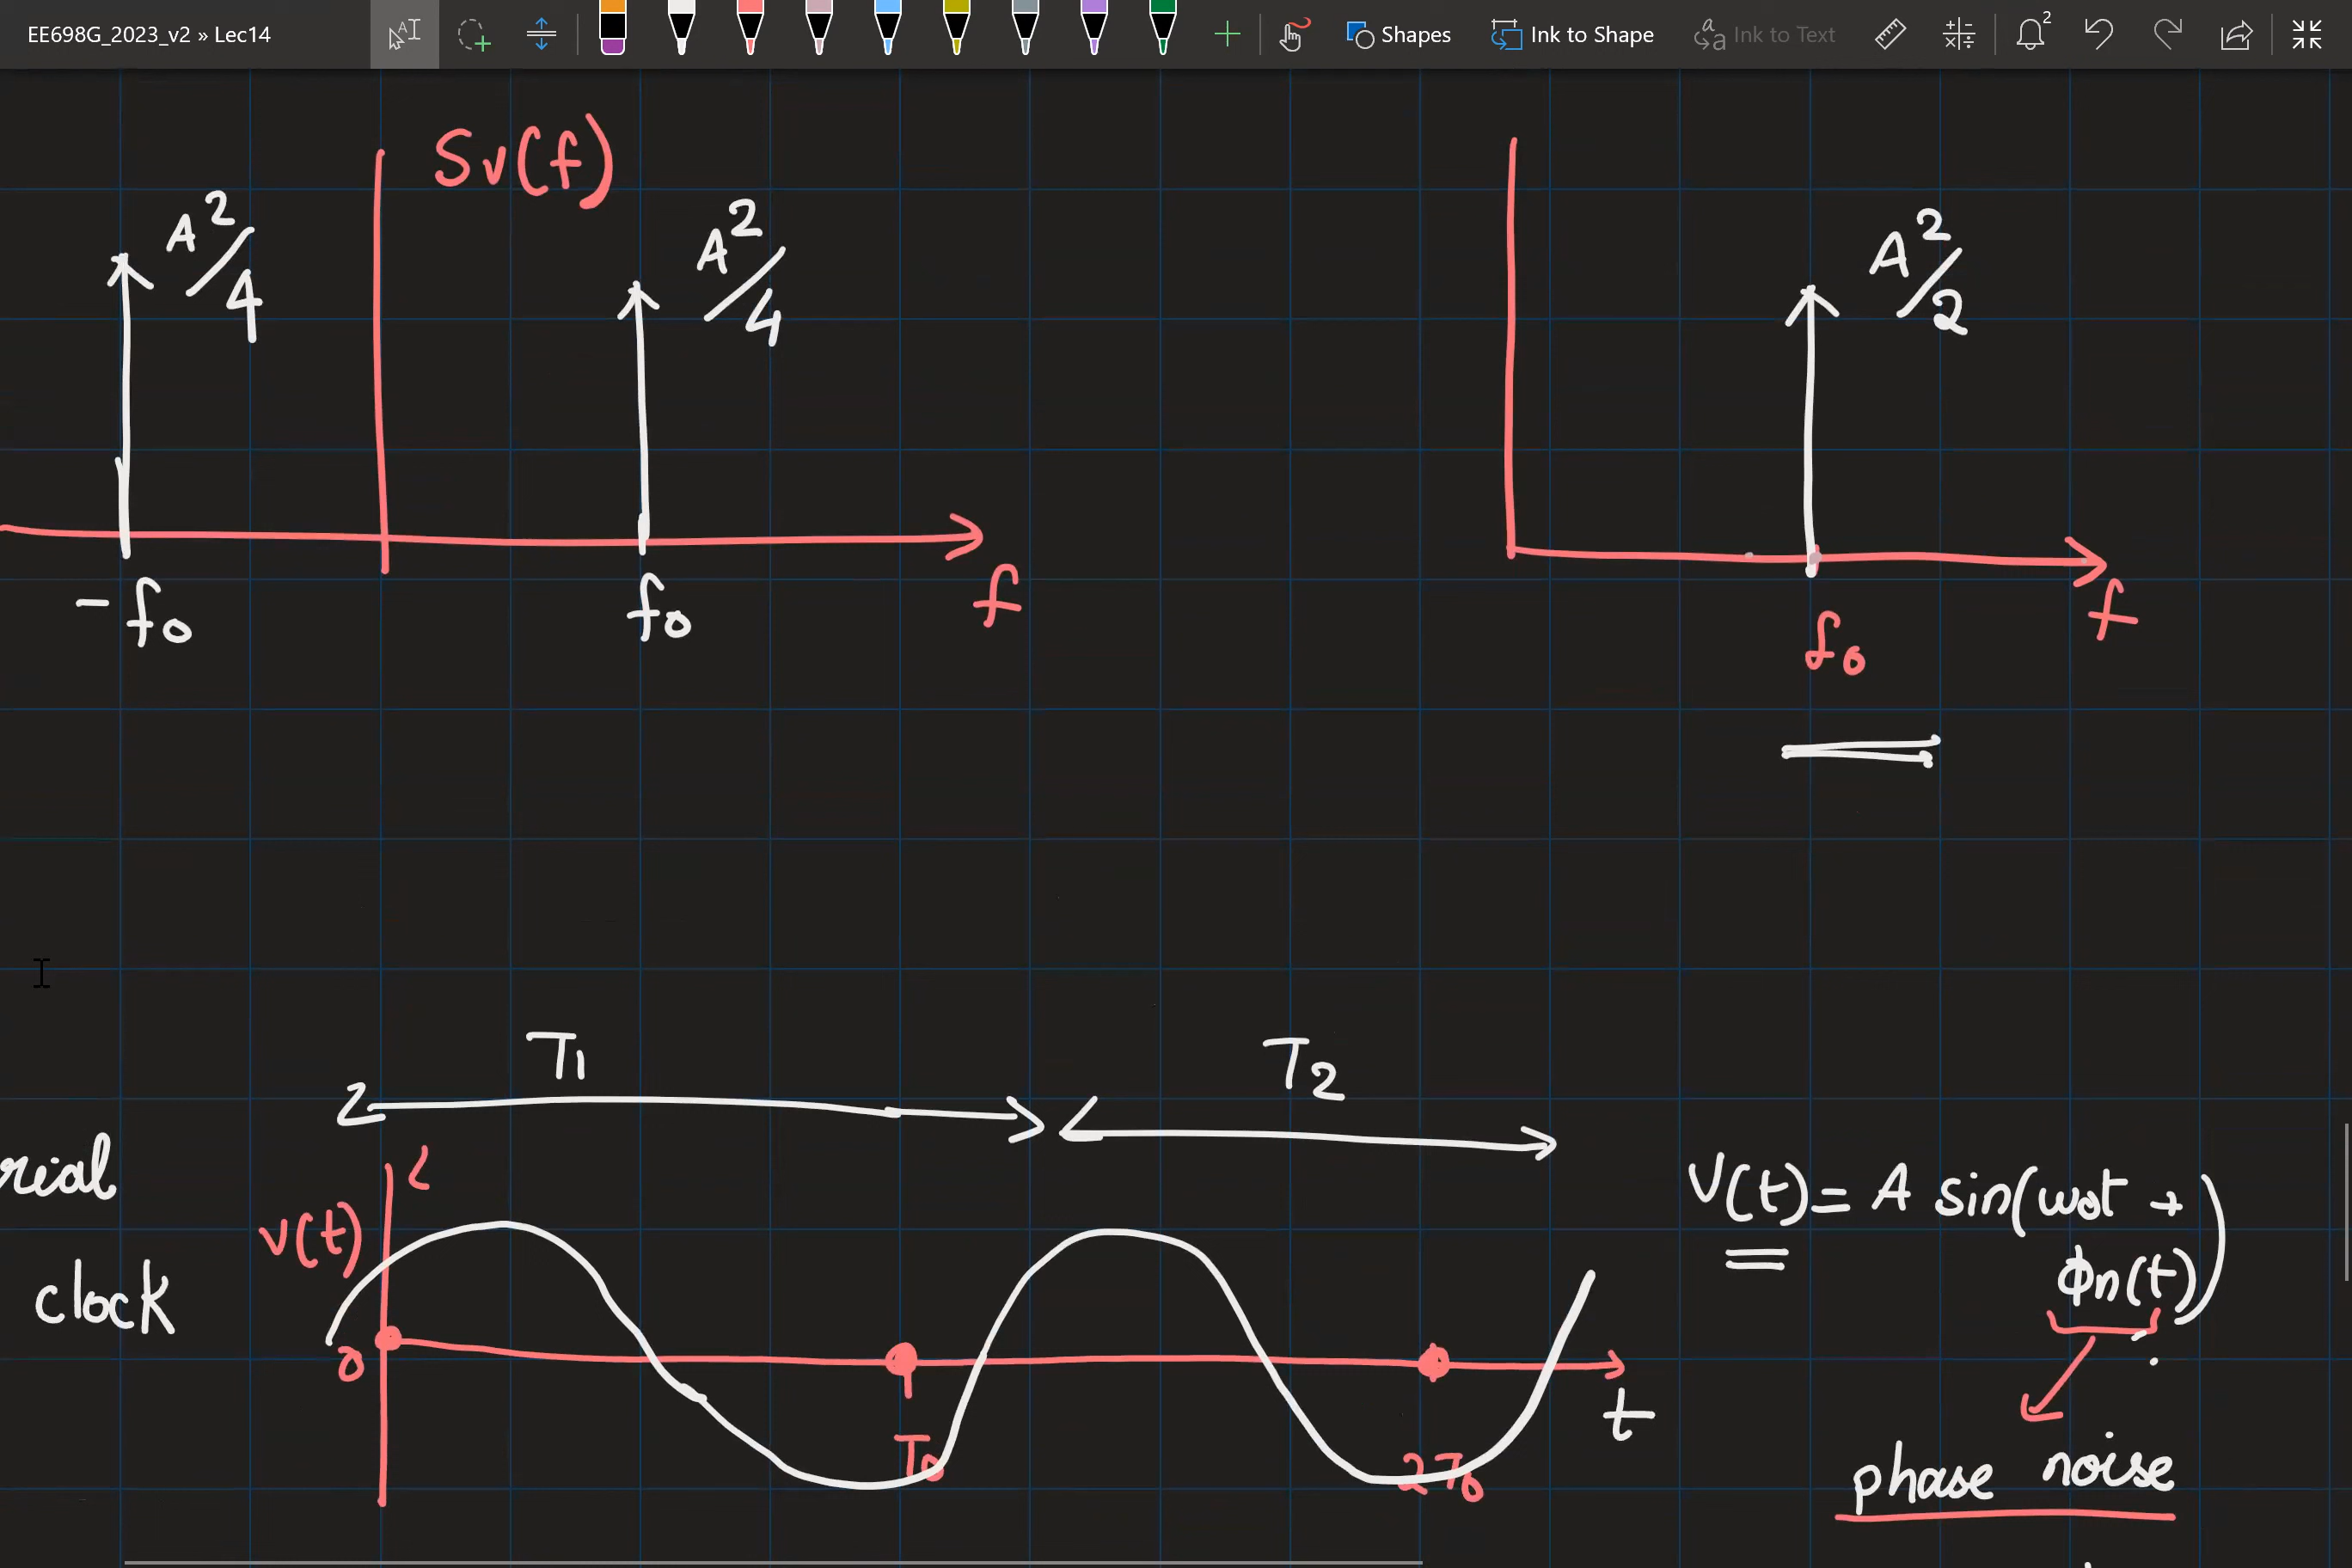 EE698G_2023_v2 » Lec14
Shapes
Ink to Shape
Ink to Text
2
Sv(f)
A²/4
A²/4
A²/2
-f₀
f₀
f
f₀
f
T₁
T₂
rial
clock
v(t)
0
T₀
2T₀
t
V(t) = A sin(ω₀t +
ϕn(t))
phase noise